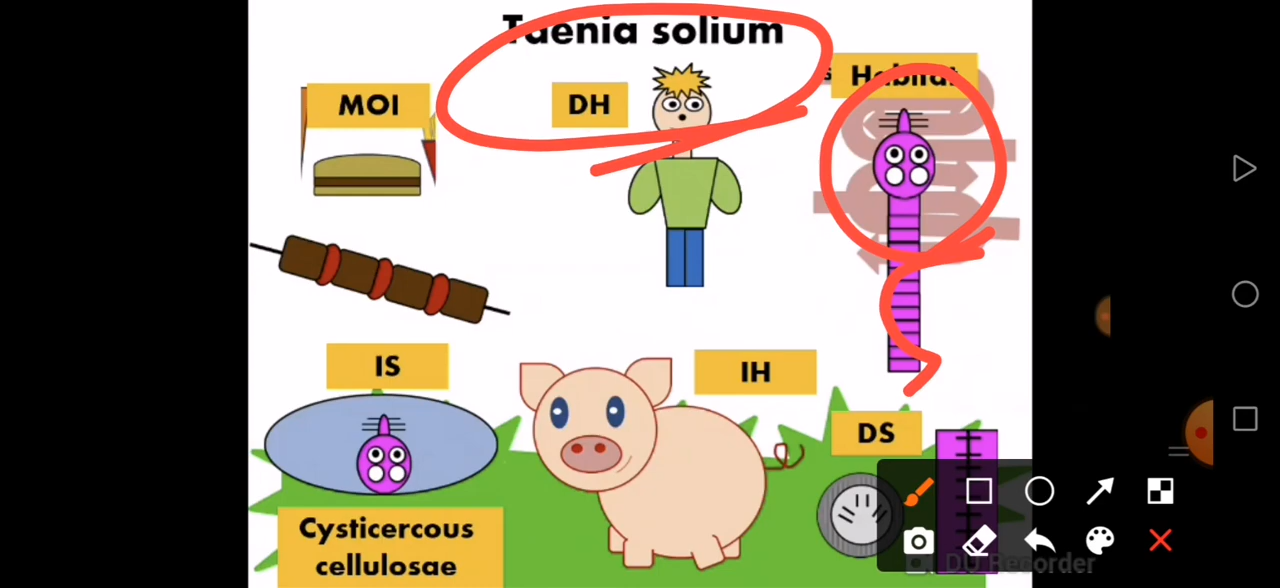 Taenia solium
MOI
DH
s
Habitat
IS
IH
DS
Cysticercous
cellulosae
DU Recorder